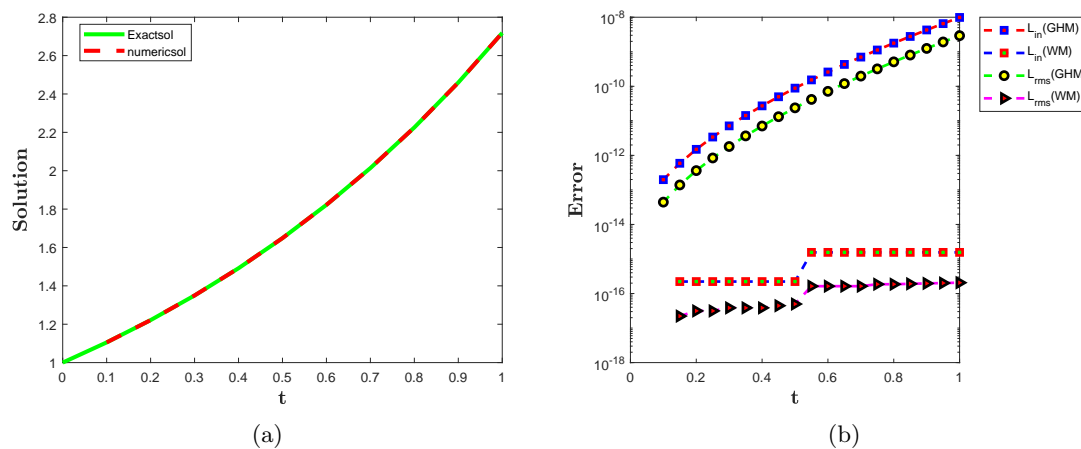 2.8
2.6
2.4
2.2
2
1.8
1.6
1.4
1.2
1
Solution
Exactsol
numericsol
0 0.1 0.2 0.3 0.4 0.5 0.6 0.7 0.8 0.9 1
t
(a)
10^-8
10^-10
10^-12
10^-14
10^-16
10^-18
Error
0 0.2 0.4 0.6 0.8 1
t
L_in(GHM)
L_in(WM)
L_rms(GHM)
L_rms(WM)
(b)